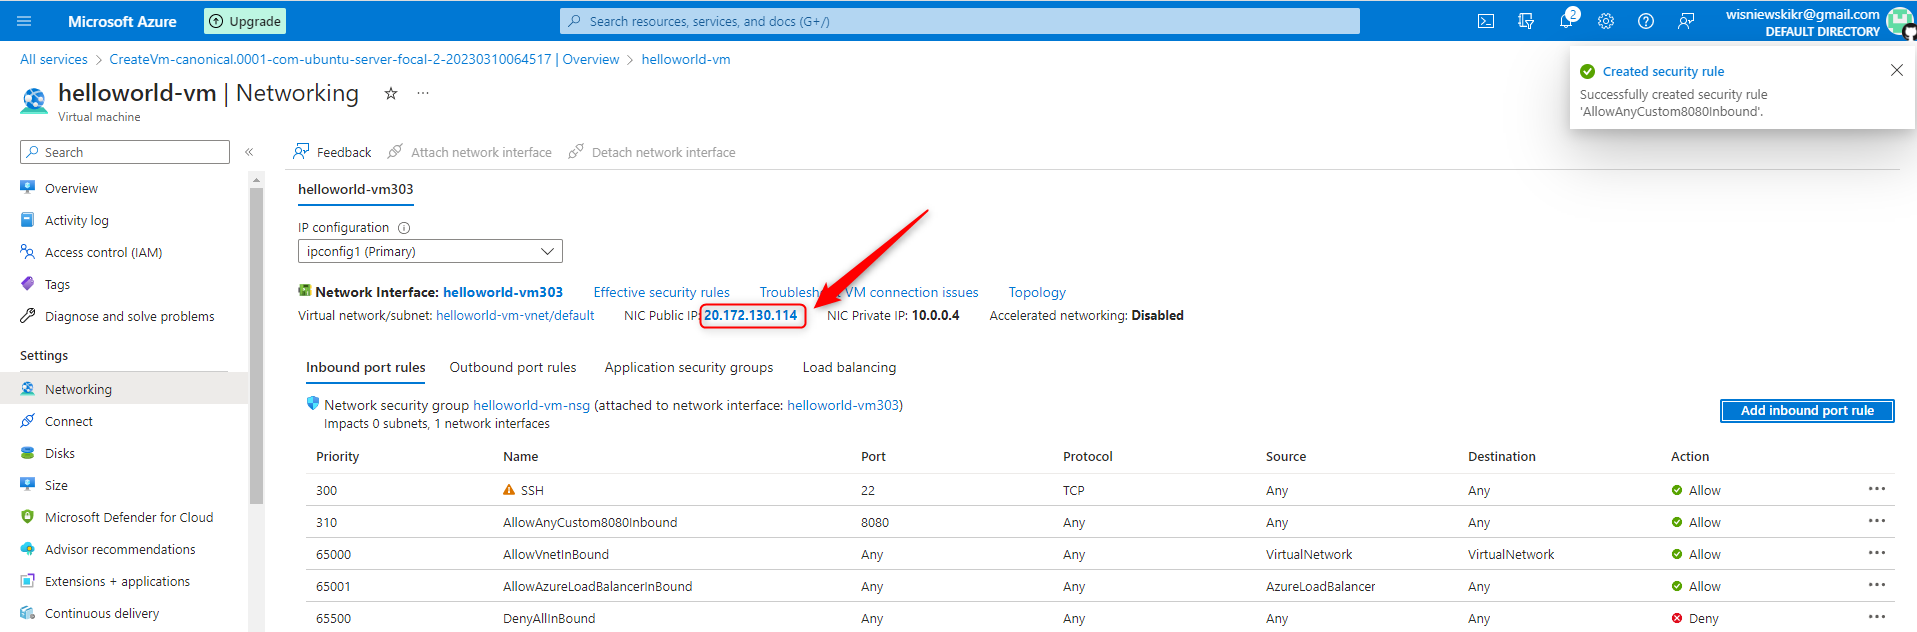 Microsoft Azure
Upgrade
Search resources, services, and docs (G+/)
2
wisniewskikr@gmail.com
DEFAULT DIRECTORY
All services > CreateVm-canonical.0001-com-ubuntu-server-focal-2-20230310064517 | Overview > helloworld-vm
Created security rule
Successfully created security rule
'AllowAnyCustom8080Inbound'.
helloworld-vm | Networking
Virtual machine
Search
Feedback
Attach network interface
Detach network interface
Overview
Activity log
Access control (IAM)
Tags
Diagnose and solve problems
Settings
Networking
Connect
Disks
Size
Microsoft Defender for Cloud
Advisor recommendations
Extensions + applications
Continuous delivery
helloworld-vm303
IP configuration
ipconfig1 (Primary)
Network Interface: helloworld-vm303 Effective security rules VM connection issues Topology
Virtual network/subnet: helloworld-vm-vnet/default NIC Public IP: 20.172.130.114 NIC Private IP: 10.0.0.4 Accelerated networking: Disabled
Inbound port rules Outbound port rules Application security groups Load balancing
Network security group helloworld-vm-nsg (attached to network interface: helloworld-vm303)
Impacts 0 subnets, 1 network interfaces
Add inbound port rule
Priority Name Port Protocol Source Destination Action
300 SSH 22 TCP Any Any Allow
310 AllowAnyCustom8080Inbound 8080 Any Any Any Allow
65000 AllowVnetInBound Any Any VirtualNetwork VirtualNetwork Allow
65001 AllowAzureLoadBalancerInBound Any Any AzureLoadBalancer Any Allow
65500 DenyAllInBound Any Any Any Any Deny